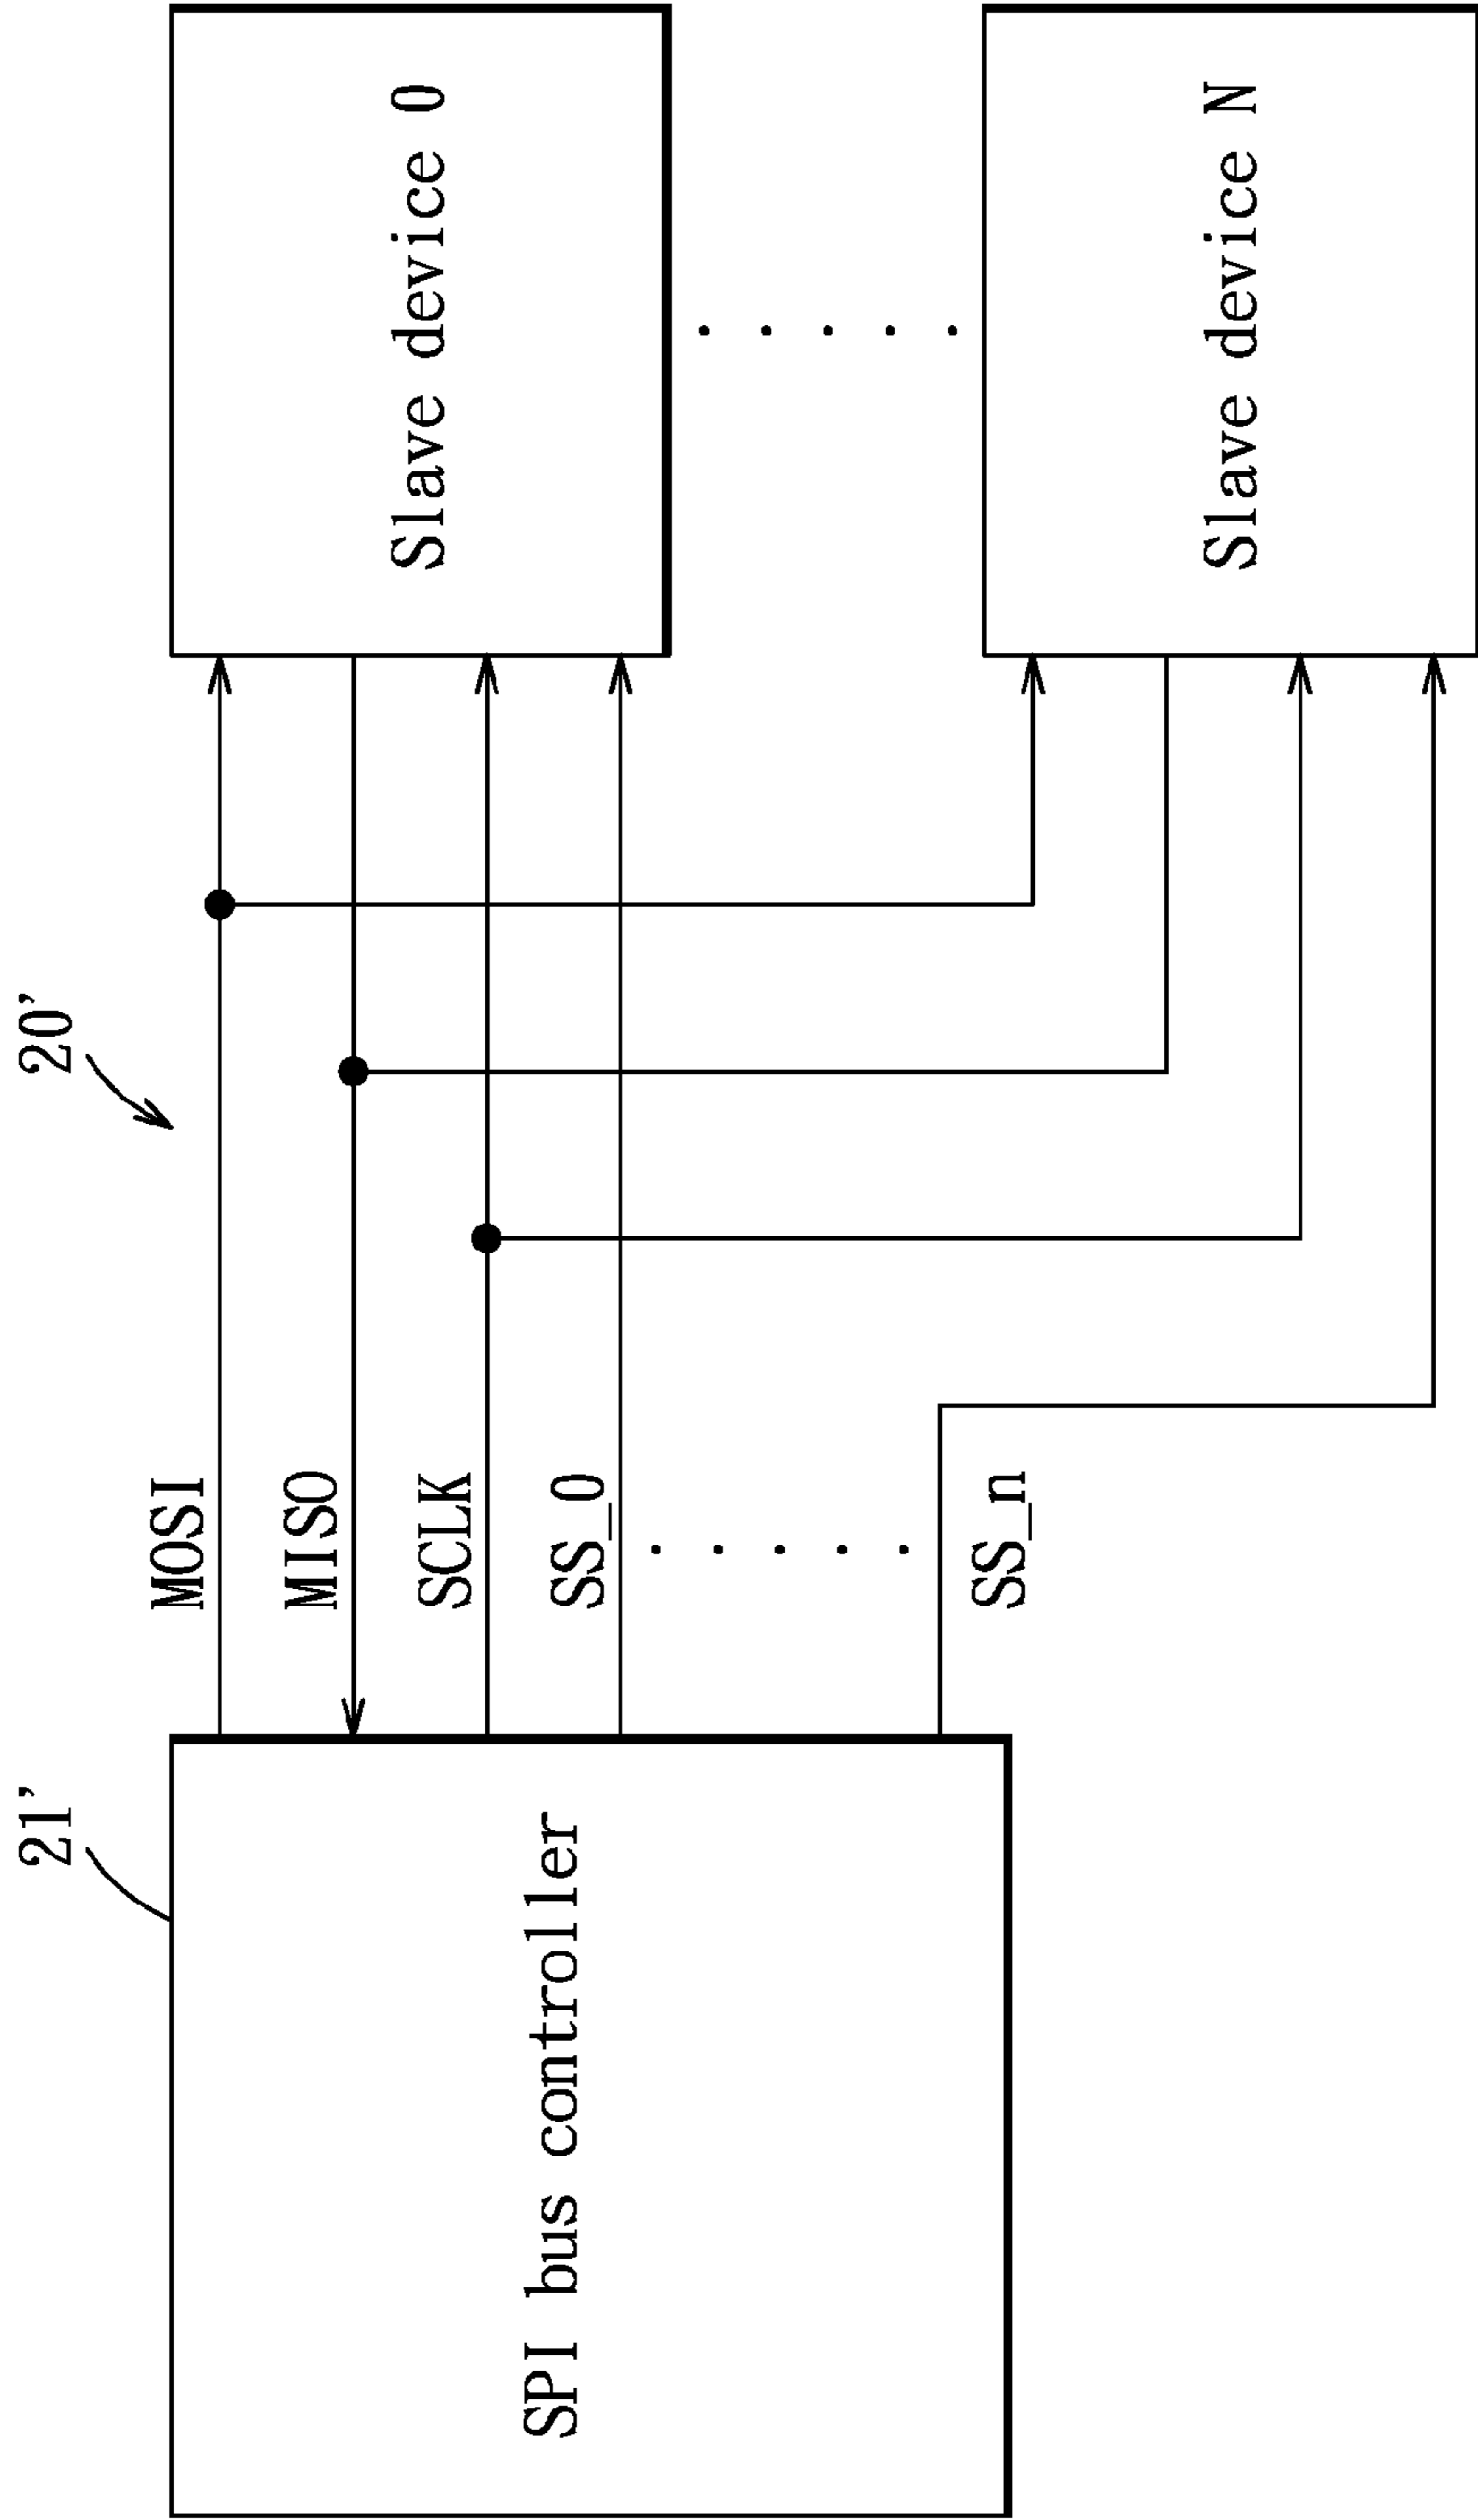 20’
21’
SPI bus controller
MOSI
MISO
SCLK
SS_0
SS_n
Slave device 0
Slave device N